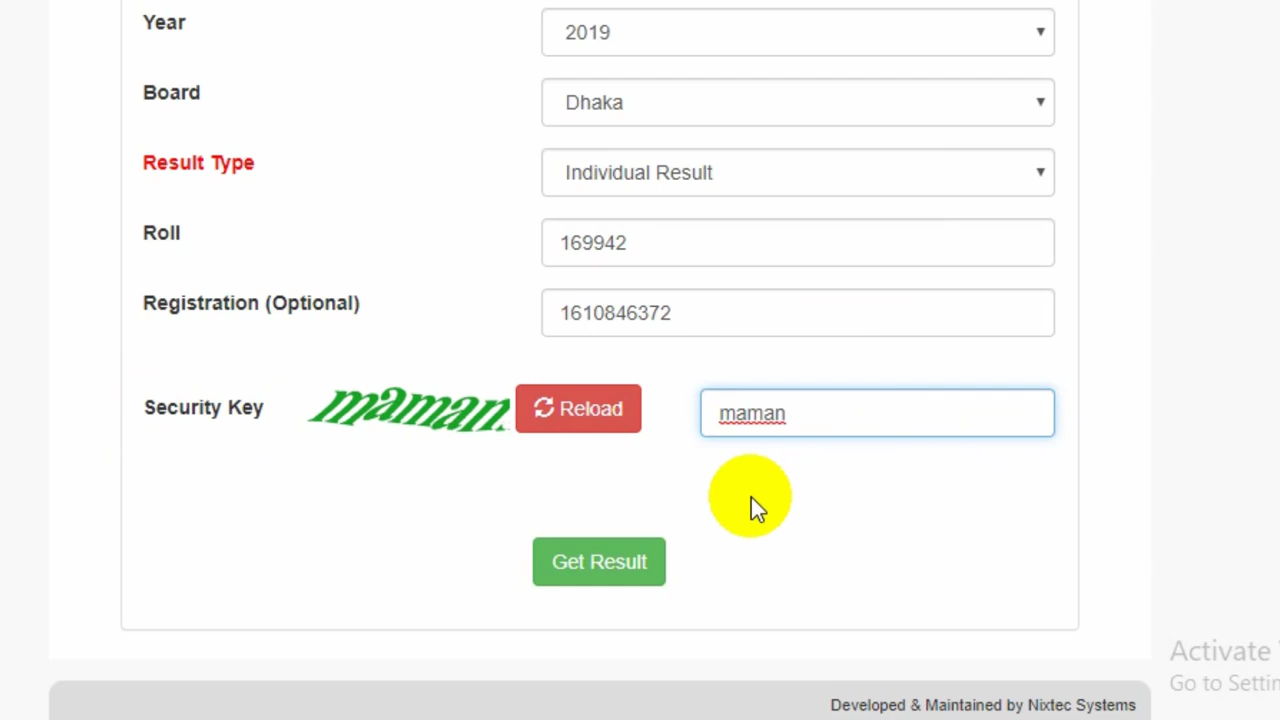 Year
2019
Board
Dhaka
Result Type
Individual Result
Roll
169942
Registration (Optional)
1610846372
Security Key
maman.
Reload
maman
Get Result
Activate
Go to Settin
Developed & Maintained by Nixtec Systems